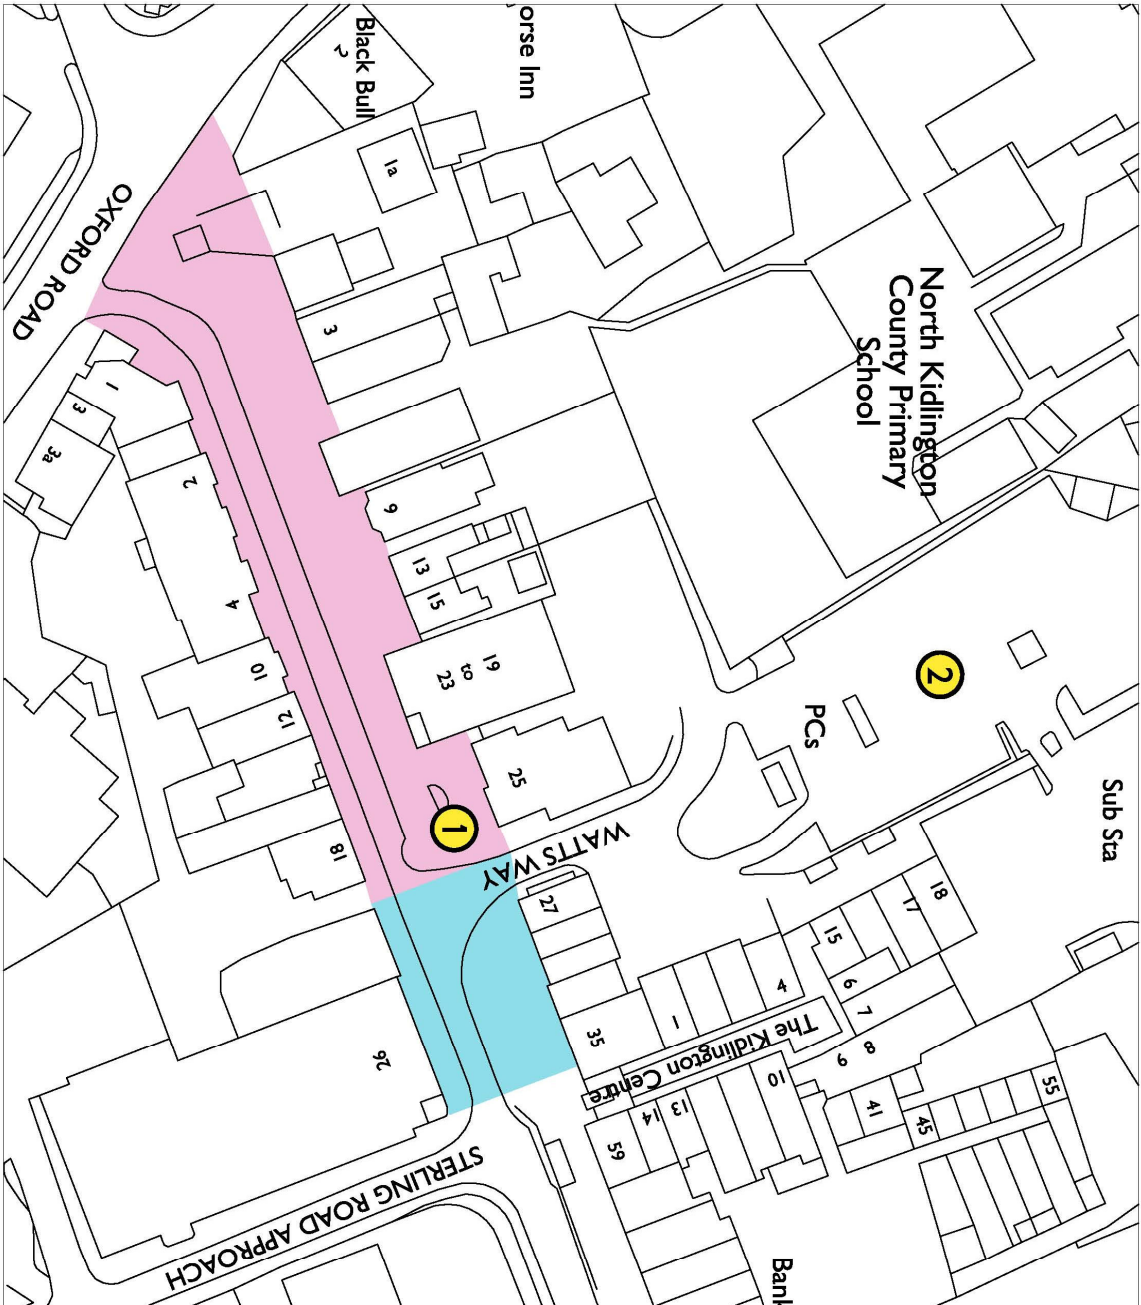 Black Bull
2
orse Inn
1a
OXFORD ROAD
3
North Kidlington
County Primary
School
1
3
3a
2
4
10
12
18
9
13
15
19
to
23
25
1
2
PCs
Sub Sta
WATTS WAY
27
35
26
1
4
The Kidlington Centre
15
17
18
6
7
8
9
10
13
14
59
41
45
55
STERLING ROAD APPROACH
Bank